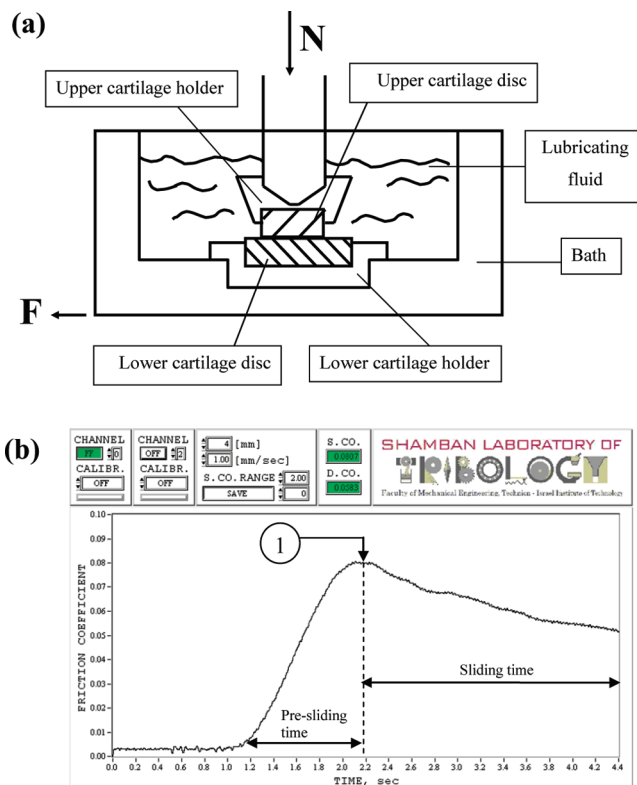 (a)
N
Upper cartilage holder
Upper cartilage disc
Lubricating
fluid
Bath
F
Lower cartilage disc
Lower cartilage holder
(b)
CHANNEL
FF 0
CALIBR.
OFF
CHANNEL
OFF 2
CALIBR.
OFF
4 [mm]
1.00 [mm/sec]
S.CO.RANGE 2.00
SAVE 0
S.CO.
0.0807
D.CO.
0.0583
SHAMBAN LABORATORY OF
TRIBOLOGY
Faculty of Mechanical Engineering, Technion - Israel Institute of Technology
FRICTION COEFFICIENT
0.10
0.09
0.08
0.07
0.06
0.05
0.04
0.03
0.02
0.01
0.00
1
Sliding time
Pre-sliding
time
0.0 0.2 0.4 0.6 0.8 1.0 1.2 1.4 1.6 1.8 2.0 2.2 2.4 2.6 2.8 3.0 3.2 3.4 3.6 3.8 4.0 4.2 4.4
TIME, sec